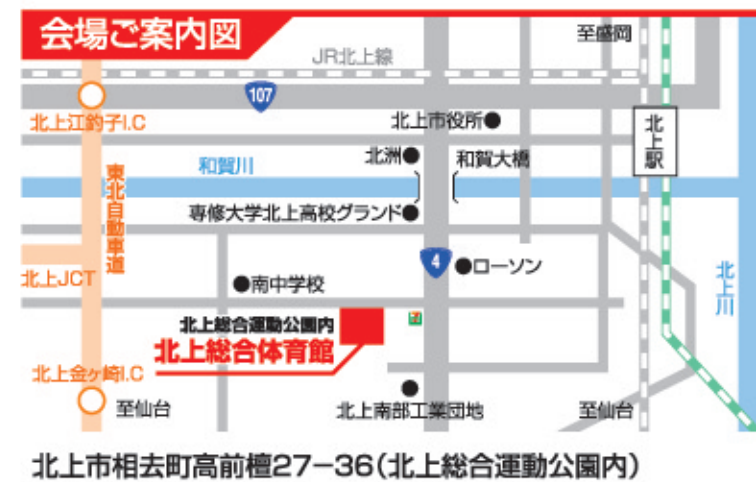 会場ご案内図
至盛岡
JR北上線
107
北上江釣子I.C
北上市役所
北上駅
北洲
和賀大橋
和賀川
東北自動車道
専修大学北上高校グランド
4
ローソン
北上JCT
南中学校
北上川
7
北上総合運動公園内
北上総合体育館
北上金ヶ崎I.C
至仙台
北上南部工業団地
至仙台
北上市相去町高前檀27−36(北上総合運動公園内)